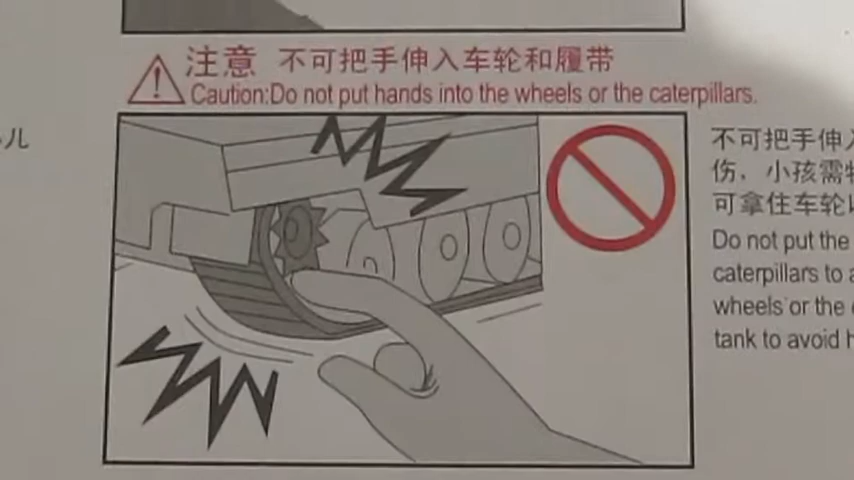 注意 不可把手伸入车轮和履带
Caution:Do not put hands into the wheels or the caterpillars.
儿
不可把手伸
伤，小孩需
可拿住车轮
Do not put the
caterpillars to
wheels or the
tank to avoid